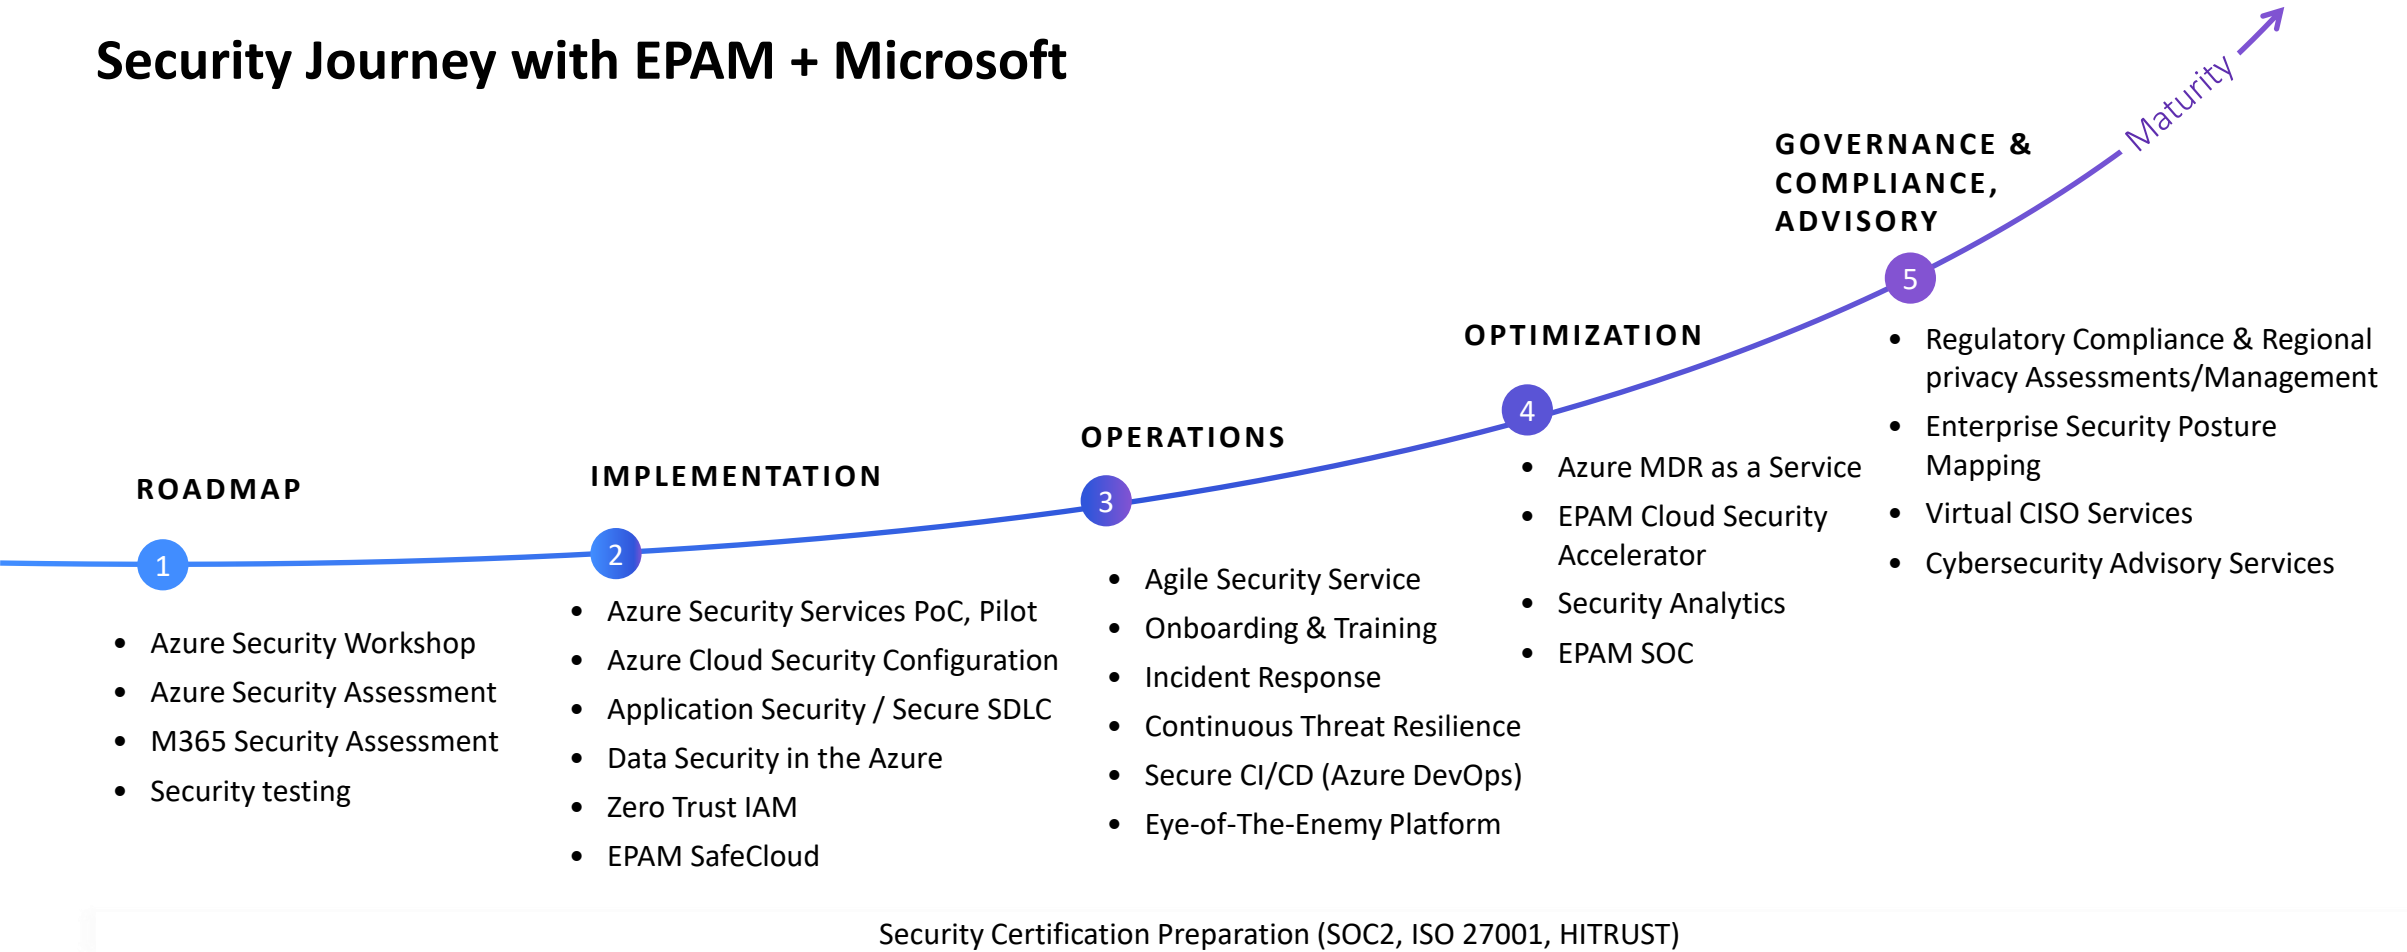 Security Journey with EPAM + Microsoft
Maturity
ROADMAP
1
• Azure Security Workshop
• Azure Security Assessment
• M365 Security Assessment
• Security testing
IMPLEMENTATION
2
• Azure Security Services PoC, Pilot
• Azure Cloud Security Configuration
• Application Security / Secure SDLC
• Data Security in the Azure
• Zero Trust IAM
• EPAM SafeCloud
OPERATIONS
3
• Agile Security Service
• Onboarding & Training
• Incident Response
• Continuous Threat Resilience
• Secure CI/CD (Azure DevOps)
• Eye-of-The-Enemy Platform
OPTIMIZATION
4
• Azure MDR as a Service
• EPAM Cloud Security
Accelerator
• Security Analytics
• EPAM SOC
GOVERNANCE &
COMPLIANCE,
ADVISORY
5
• Regulatory Compliance & Regional
privacy Assessments/Management
• Enterprise Security Posture
Mapping
• Virtual CISO Services
• Cybersecurity Advisory Services
Security Certification Preparation (SOC2, ISO 27001, HITRUST)